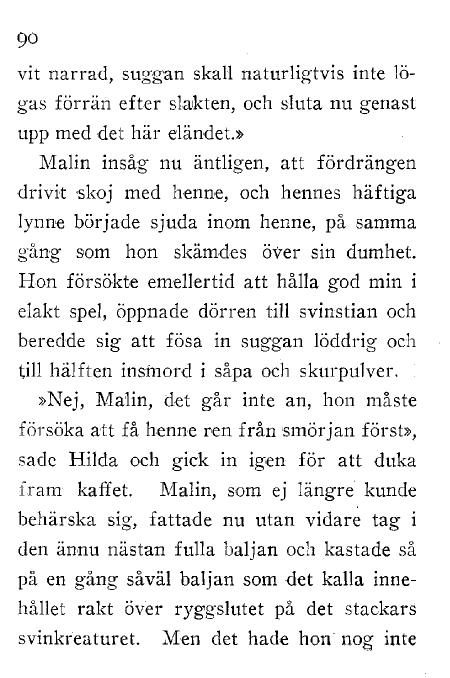 90
vit narrad, suggan skall naturligtvis inte lö-
gas förrän efter slakten, och sluta nu genast
upp med det här eländet.»
Malin insåg nu äntligen, att fördrängen
drivit skoj med henne, och hennes häftiga
lynne började sjuda inom henne, på samma
gång som hon skämdes över sin dumhet.
Hon försökte emellertid att hålla god min i
elakt spel, öppnade dörren till svinstian och
beredde sig att fösa in suggan löddrig och
till hälften insmord i såpa och skurpulver.
»Nej, Malin, det går inte an, hon måste
försöka att få henne ren från smörjan först»,
sade Hilda och gick in igen för att duka
fram kaffet. Malin, som ej längre kunde
behärska sig, fattade nu utan vidare tag i
den ännu nästan fulla baljan och kastade så
på en gång såväl baljan som det kalla inne-
hållet rakt över ryggslutet på det stackars
svinkreaturet. Men det hade hon nog inte